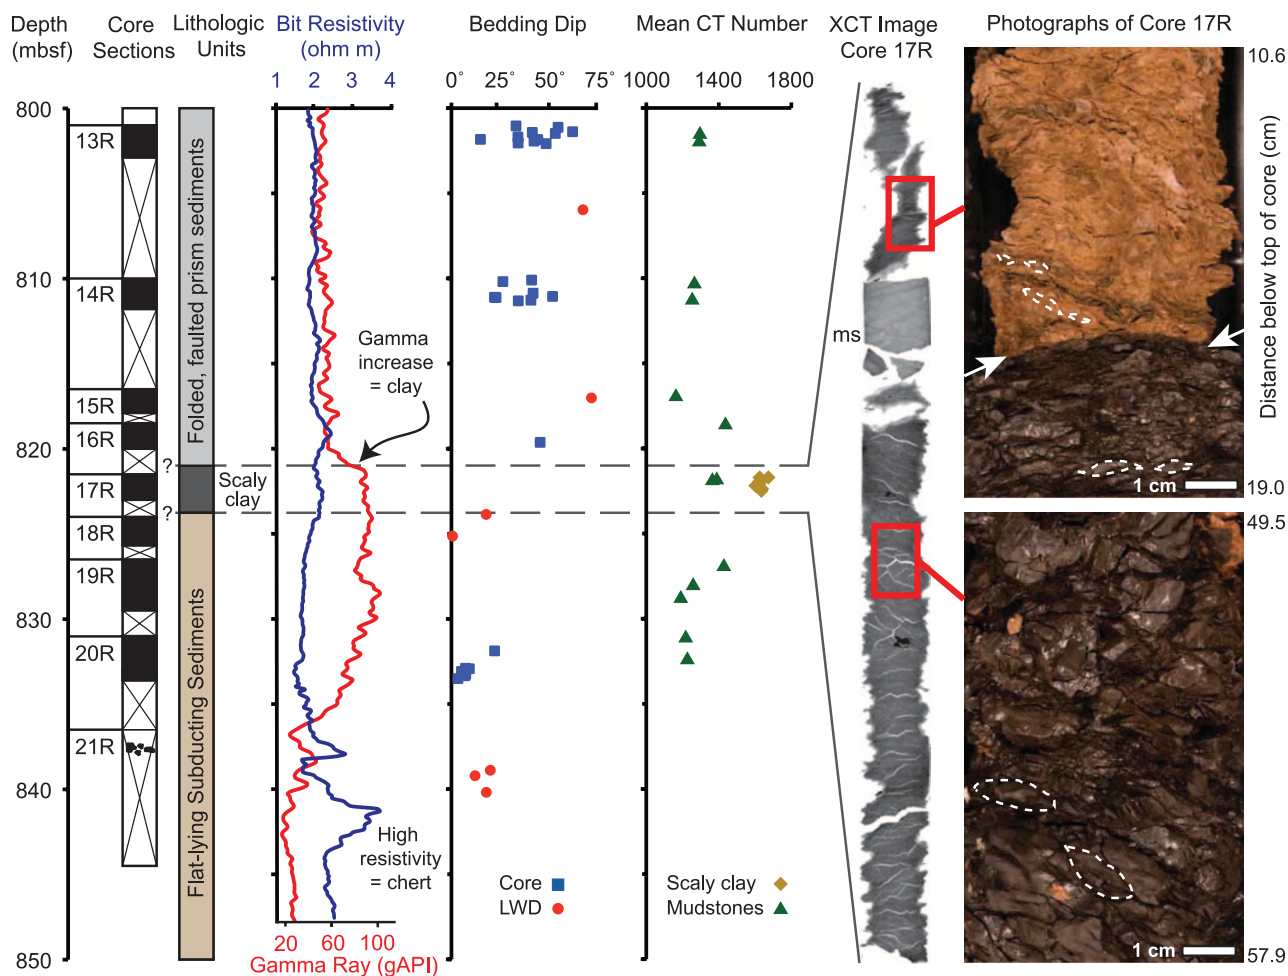 Depth
(mbsf)
Core
Sections
Lithologic
Units
Bit Resistivity
(ohm m)
1 2 3 4
Bedding Dip
0° 25° 50° 75°
Mean CT Number
1000 1400 1800
XCT Image
Core 17R
Photographs of Core 17R
800
810
820
830
840
850
13R
14R
15R
16R
17R
18R
19R
20R
21R
Folded, faulted prism sediments
?
Scaly
clay
?
Flat-lying Subducting Sediments
Gamma
increase
= clay
High
resistivity
= chert
20 60 100
Gamma Ray (gAPI)
Core
LWD
Scaly clay
Mudstones
ms
10.6
Distance below top of core (cm)
1 cm
19.0
49.5
1 cm
57.9